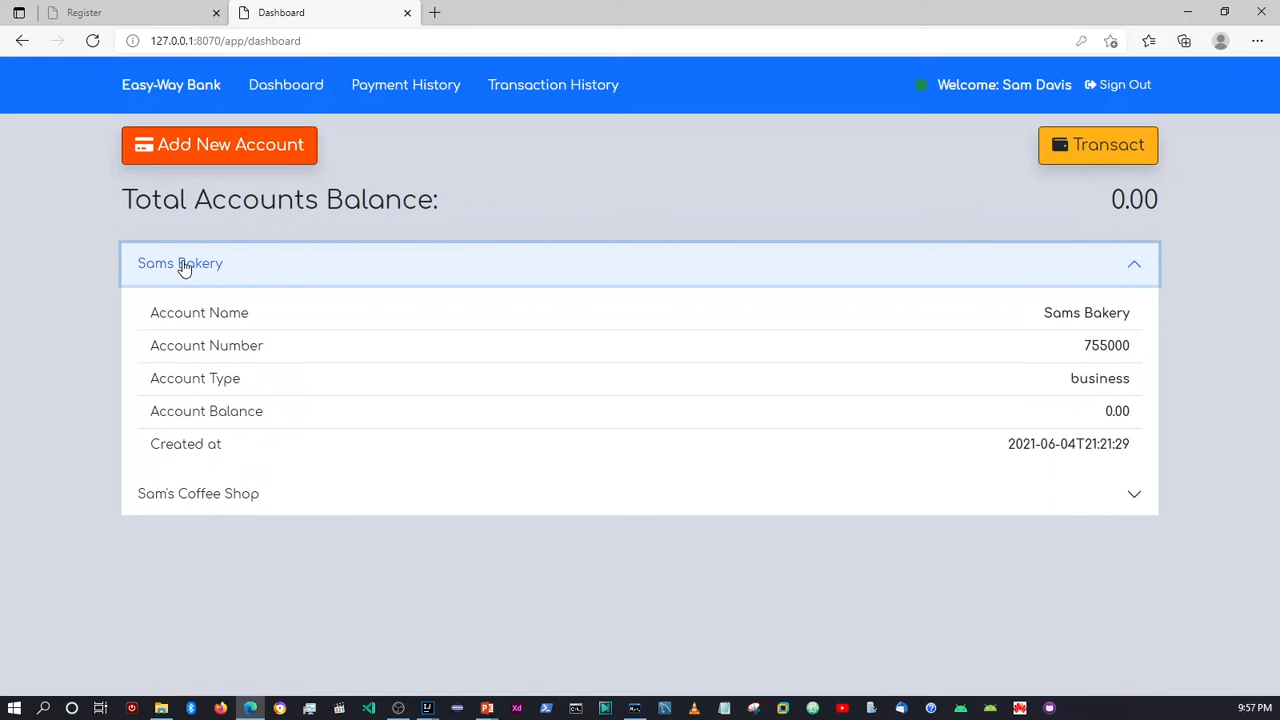 Register
Dashboard
127.0.0.1:8070/app/dashboard
Easy-Way Bank Dashboard Payment History Transaction History Welcome: Sam Davis Sign Out
Add New Account Transact
Total Accounts Balance: 0.00
Sams Bakery
Account Name Sams Bakery
Account Number 755000
Account Type business
Account Balance 0.00
Created at 2021-06-04T21:21:29
Sam's Coffee Shop
9:57 PM